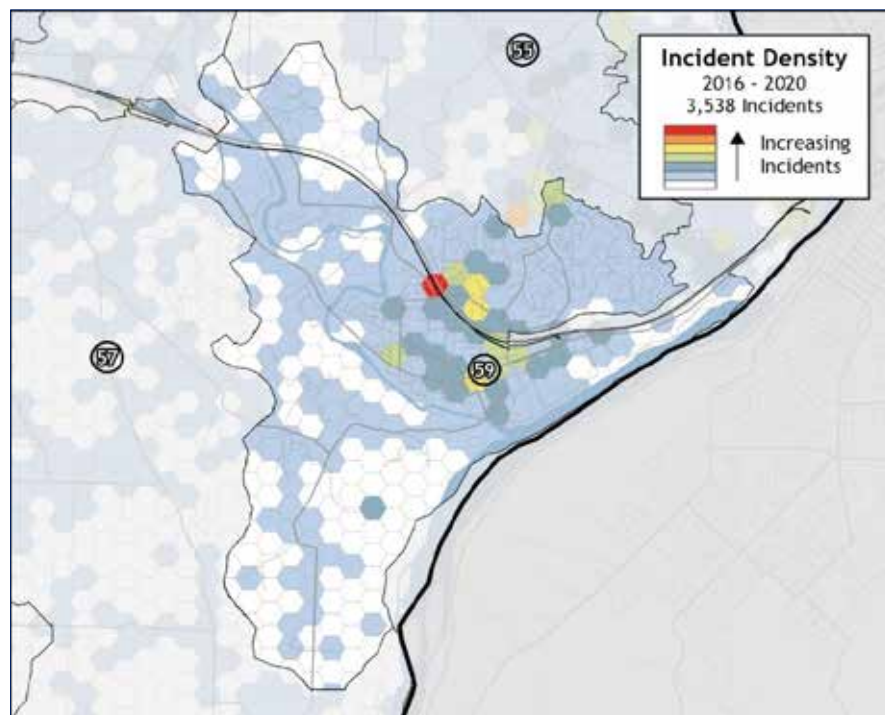 55
Incident Density
2016 - 2020
3,538 Incidents
Increasing
Incidents
57
59